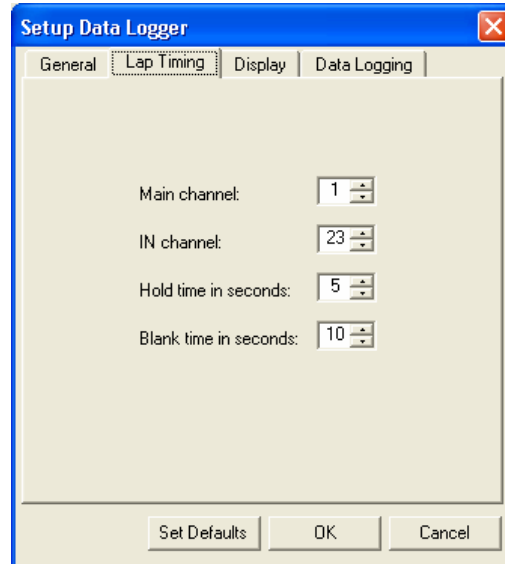 Setup Data Logger
General Lap Timing Display Data Logging
Main channel: 1
IN channel: 23
Hold time in seconds: 5
Blank time in seconds: 10
Set Defaults OK Cancel